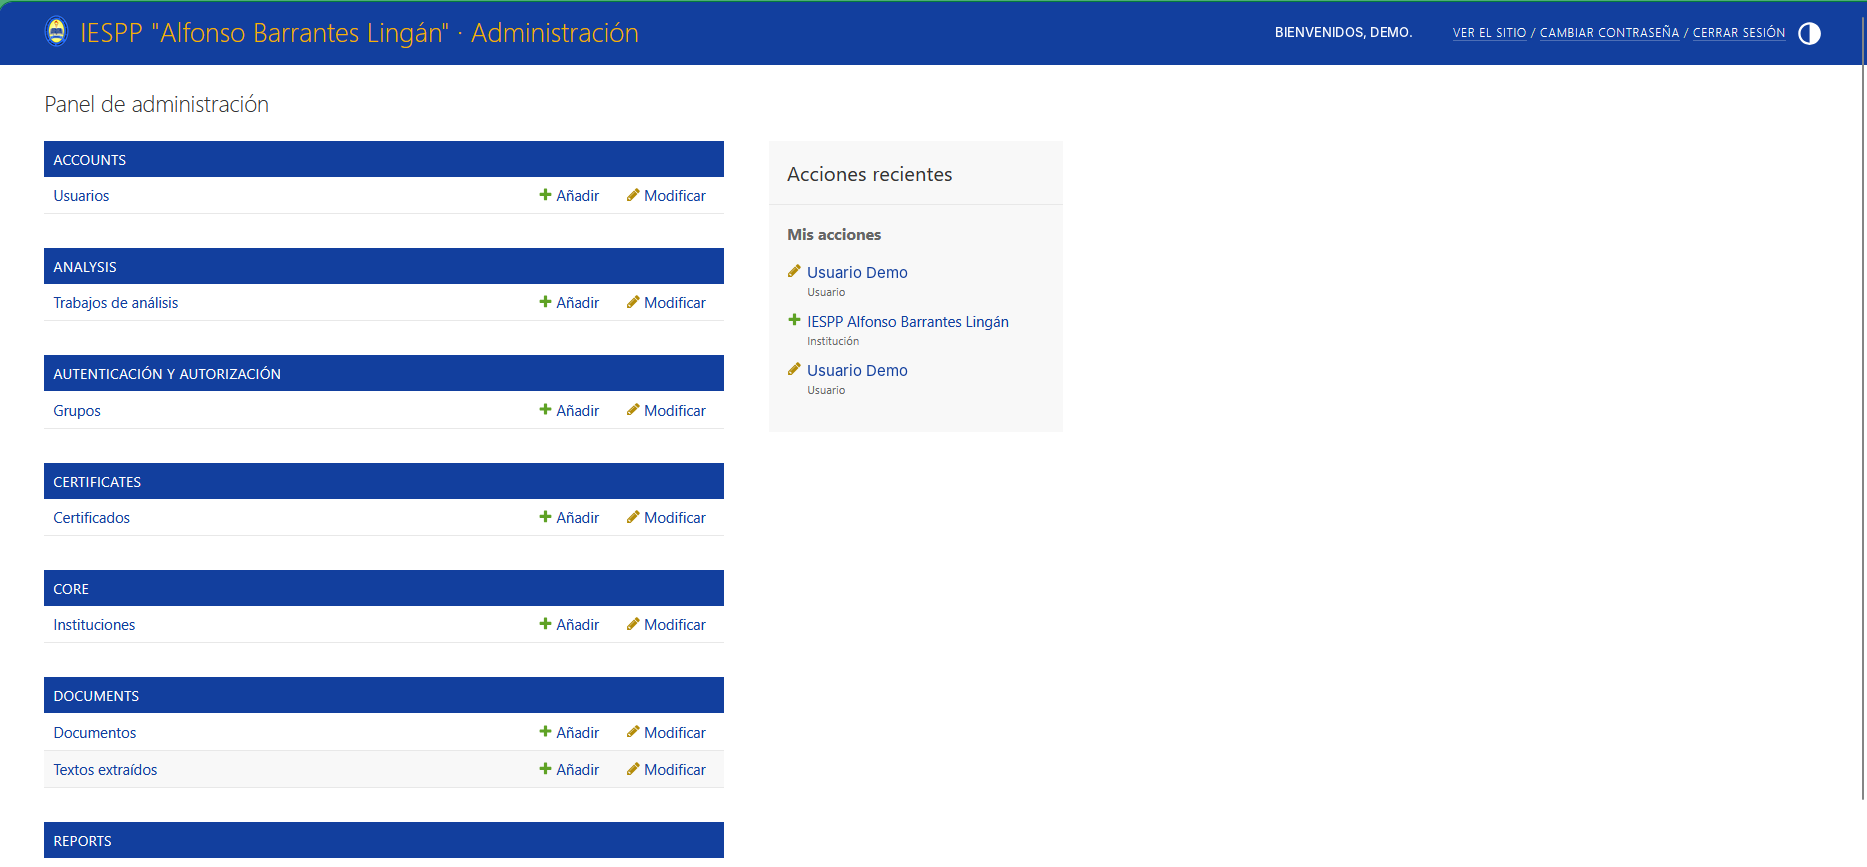 IESPP "Alfonso Barrantes Lingán" · Administración
BIENVENIDOS, DEMO. VER EL SITIO / CAMBIAR CONTRASEÑA / CERRAR SESIÓN
Panel de administración
ACCOUNTS
Usuarios Añadir Modificar
ANALYSIS
Trabajos de análisis Añadir Modificar
AUTENTICACIÓN Y AUTORIZACIÓN
Grupos Añadir Modificar
CERTIFICATES
Certificados Añadir Modificar
CORE
Instituciones Añadir Modificar
DOCUMENTS
Documentos Añadir Modificar
Textos extraídos Añadir Modificar
REPORTS
Acciones recientes
Mis acciones
Usuario Demo
Usuario
IESPP Alfonso Barrantes Lingán
Institución
Usuario Demo
Usuario